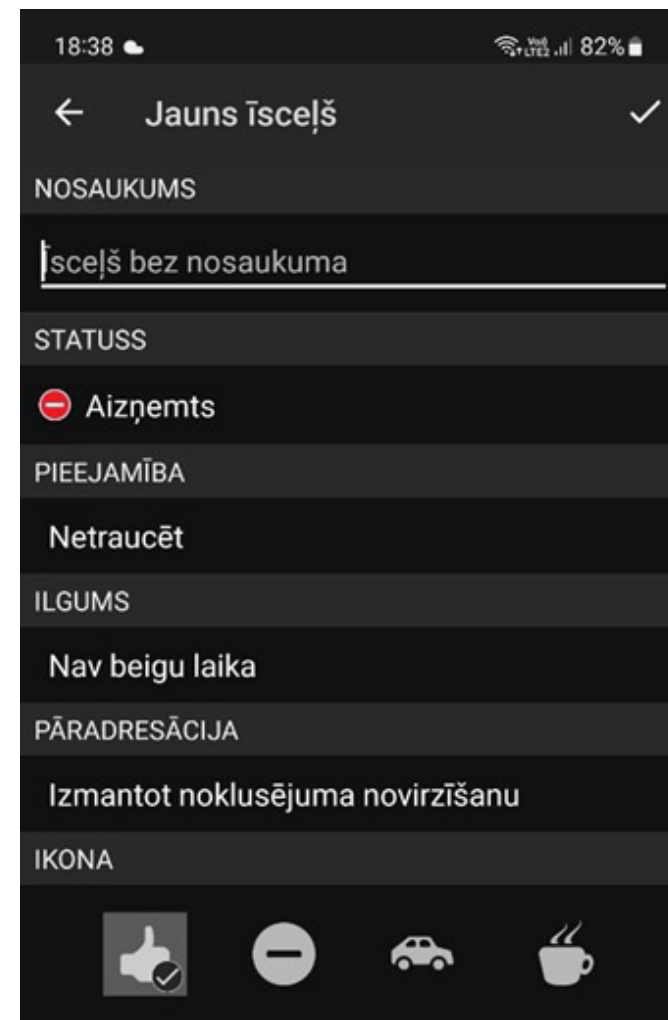 18:38 82%
Jauns īsceļš
NOSAUKUMS
Īsceļš bez nosaukuma
STATUSS
Aizņemts
PIEEJAMĪBA
Netraucēt
ILGUMS
Nav beigu laika
PĀRADRESĀCIJA
Izmantot noklusējuma novirzīšanu
IKONA